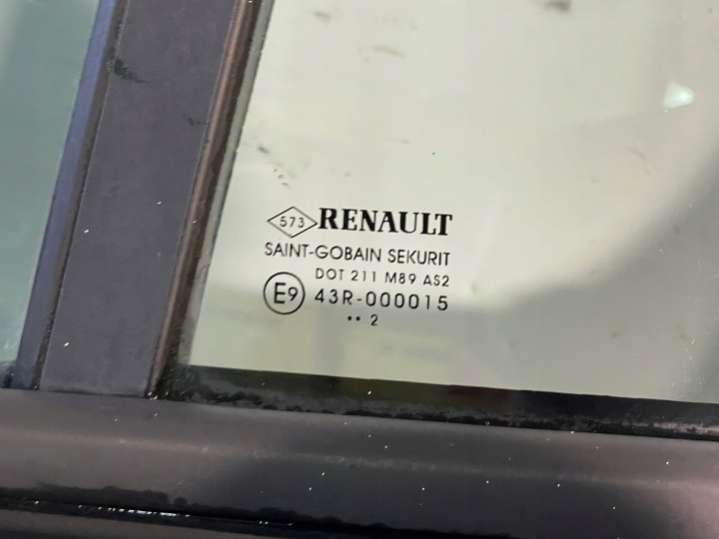 573 RENAULT
SAINT-GOBAIN SEKURIT
DOT 211 M89 AS2
E9 43R-000015
•• 2